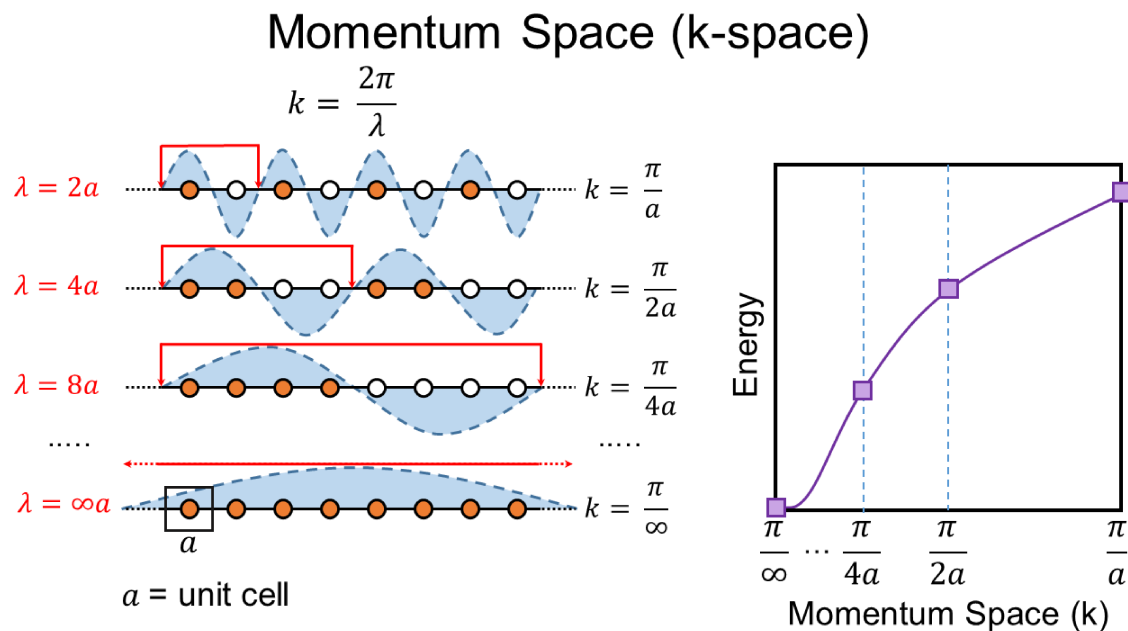 Momentum Space (k-space)
k = 2π/λ
λ = 2a
k = π/a
λ = 4a
k = π/2a
λ = 8a
k = π/4a
..... .....
λ = ∞a
k = π/∞
a
a = unit cell
Energy
π/∞ ... π/4a π/2a π/a
Momentum Space (k)